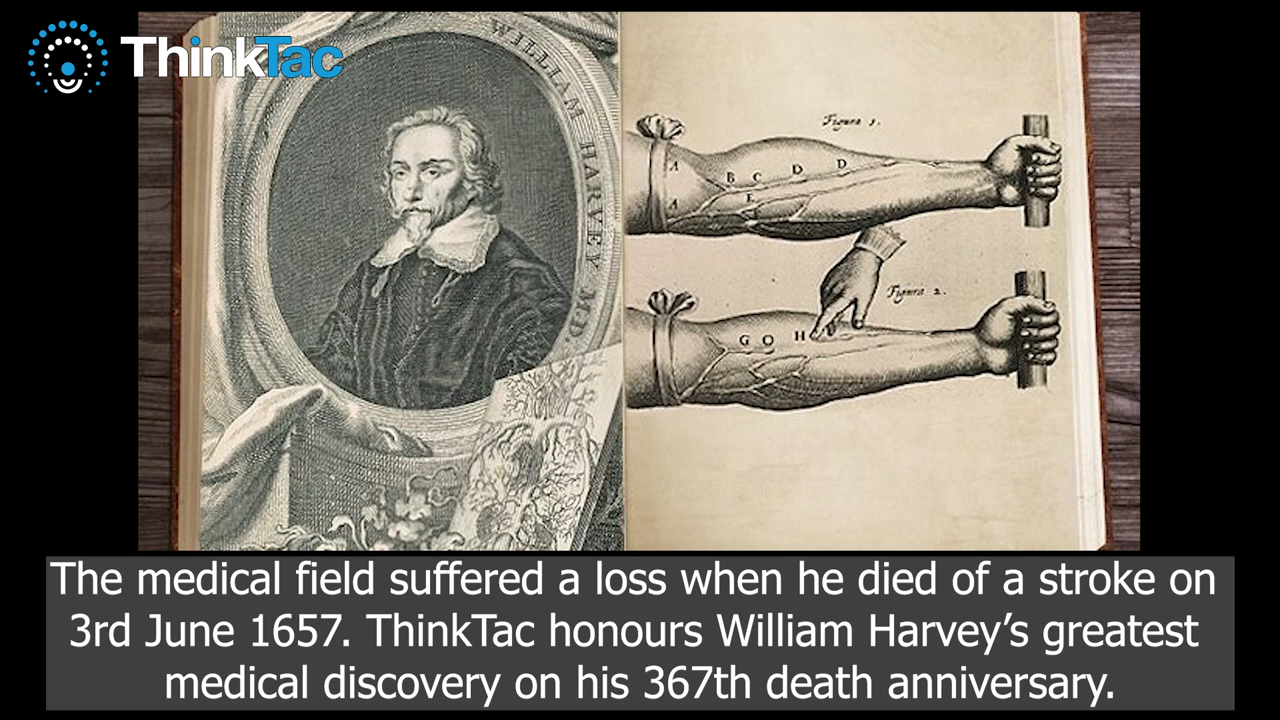 ThinkTac
WILLIAM HARVEY M.D.
Figura 1.
A B C D D
A E
Figura 2.
G O H
The medical field suffered a loss when he died of a stroke on
3rd June 1657. ThinkTac honours William Harvey’s greatest
medical discovery on his 367th death anniversary.